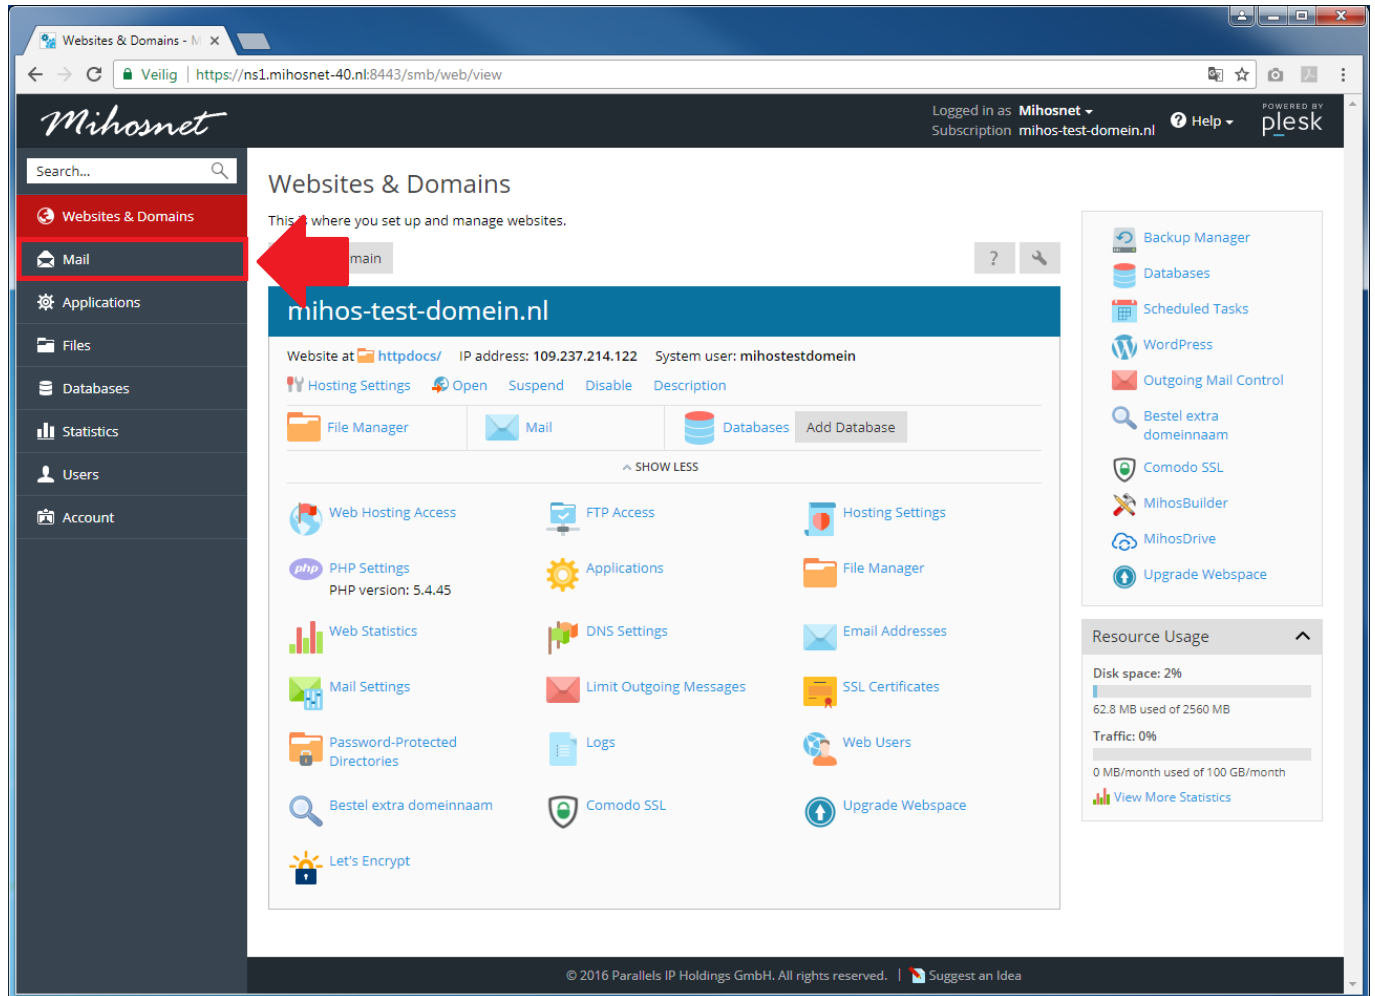 Websites & Domains - M
Veilig
https://ns1.mihosnet-40.nl:8443/smb/web/view
Mihosnet
Logged in as Mihosnet
Subscription mihos-test-domein.nl
Help
POWERED BY
plesk
Search...
Websites & Domains
Mail
Applications
Files
Databases
Statistics
Users
Account
Websites & Domains
This is where you set up and manage websites.
main
?
mihos-test-domein.nl
Website at httpdocs/ IP address: 109.237.214.122 System user: mihostestdomein
Hosting Settings Open Suspend Disable Description
File Manager
Mail
Databases
Add Database
SHOW LESS
Web Hosting Access
FTP Access
Hosting Settings
php
PHP Settings
PHP version: 5.4.45
Applications
File Manager
Web Statistics
DNS Settings
Email Addresses
Mail Settings
Limit Outgoing Messages
SSL Certificates
Password-Protected
Directories
Logs
Web Users
Bestel extra domeinnaam
Comodo SSL
Upgrade Webspace
Let's Encrypt
Backup Manager
Databases
Scheduled Tasks
WordPress
Outgoing Mail Control
Bestel extra
domeinnaam
Comodo SSL
MihosBuilder
MihosDrive
Upgrade Webspace
Resource Usage
Disk space: 2%
62.8 MB used of 2560 MB
Traffic: 0%
0 MB/month used of 100 GB/month
View More Statistics
© 2016 Parallels IP Holdings GmbH. All rights reserved.
Suggest an Idea